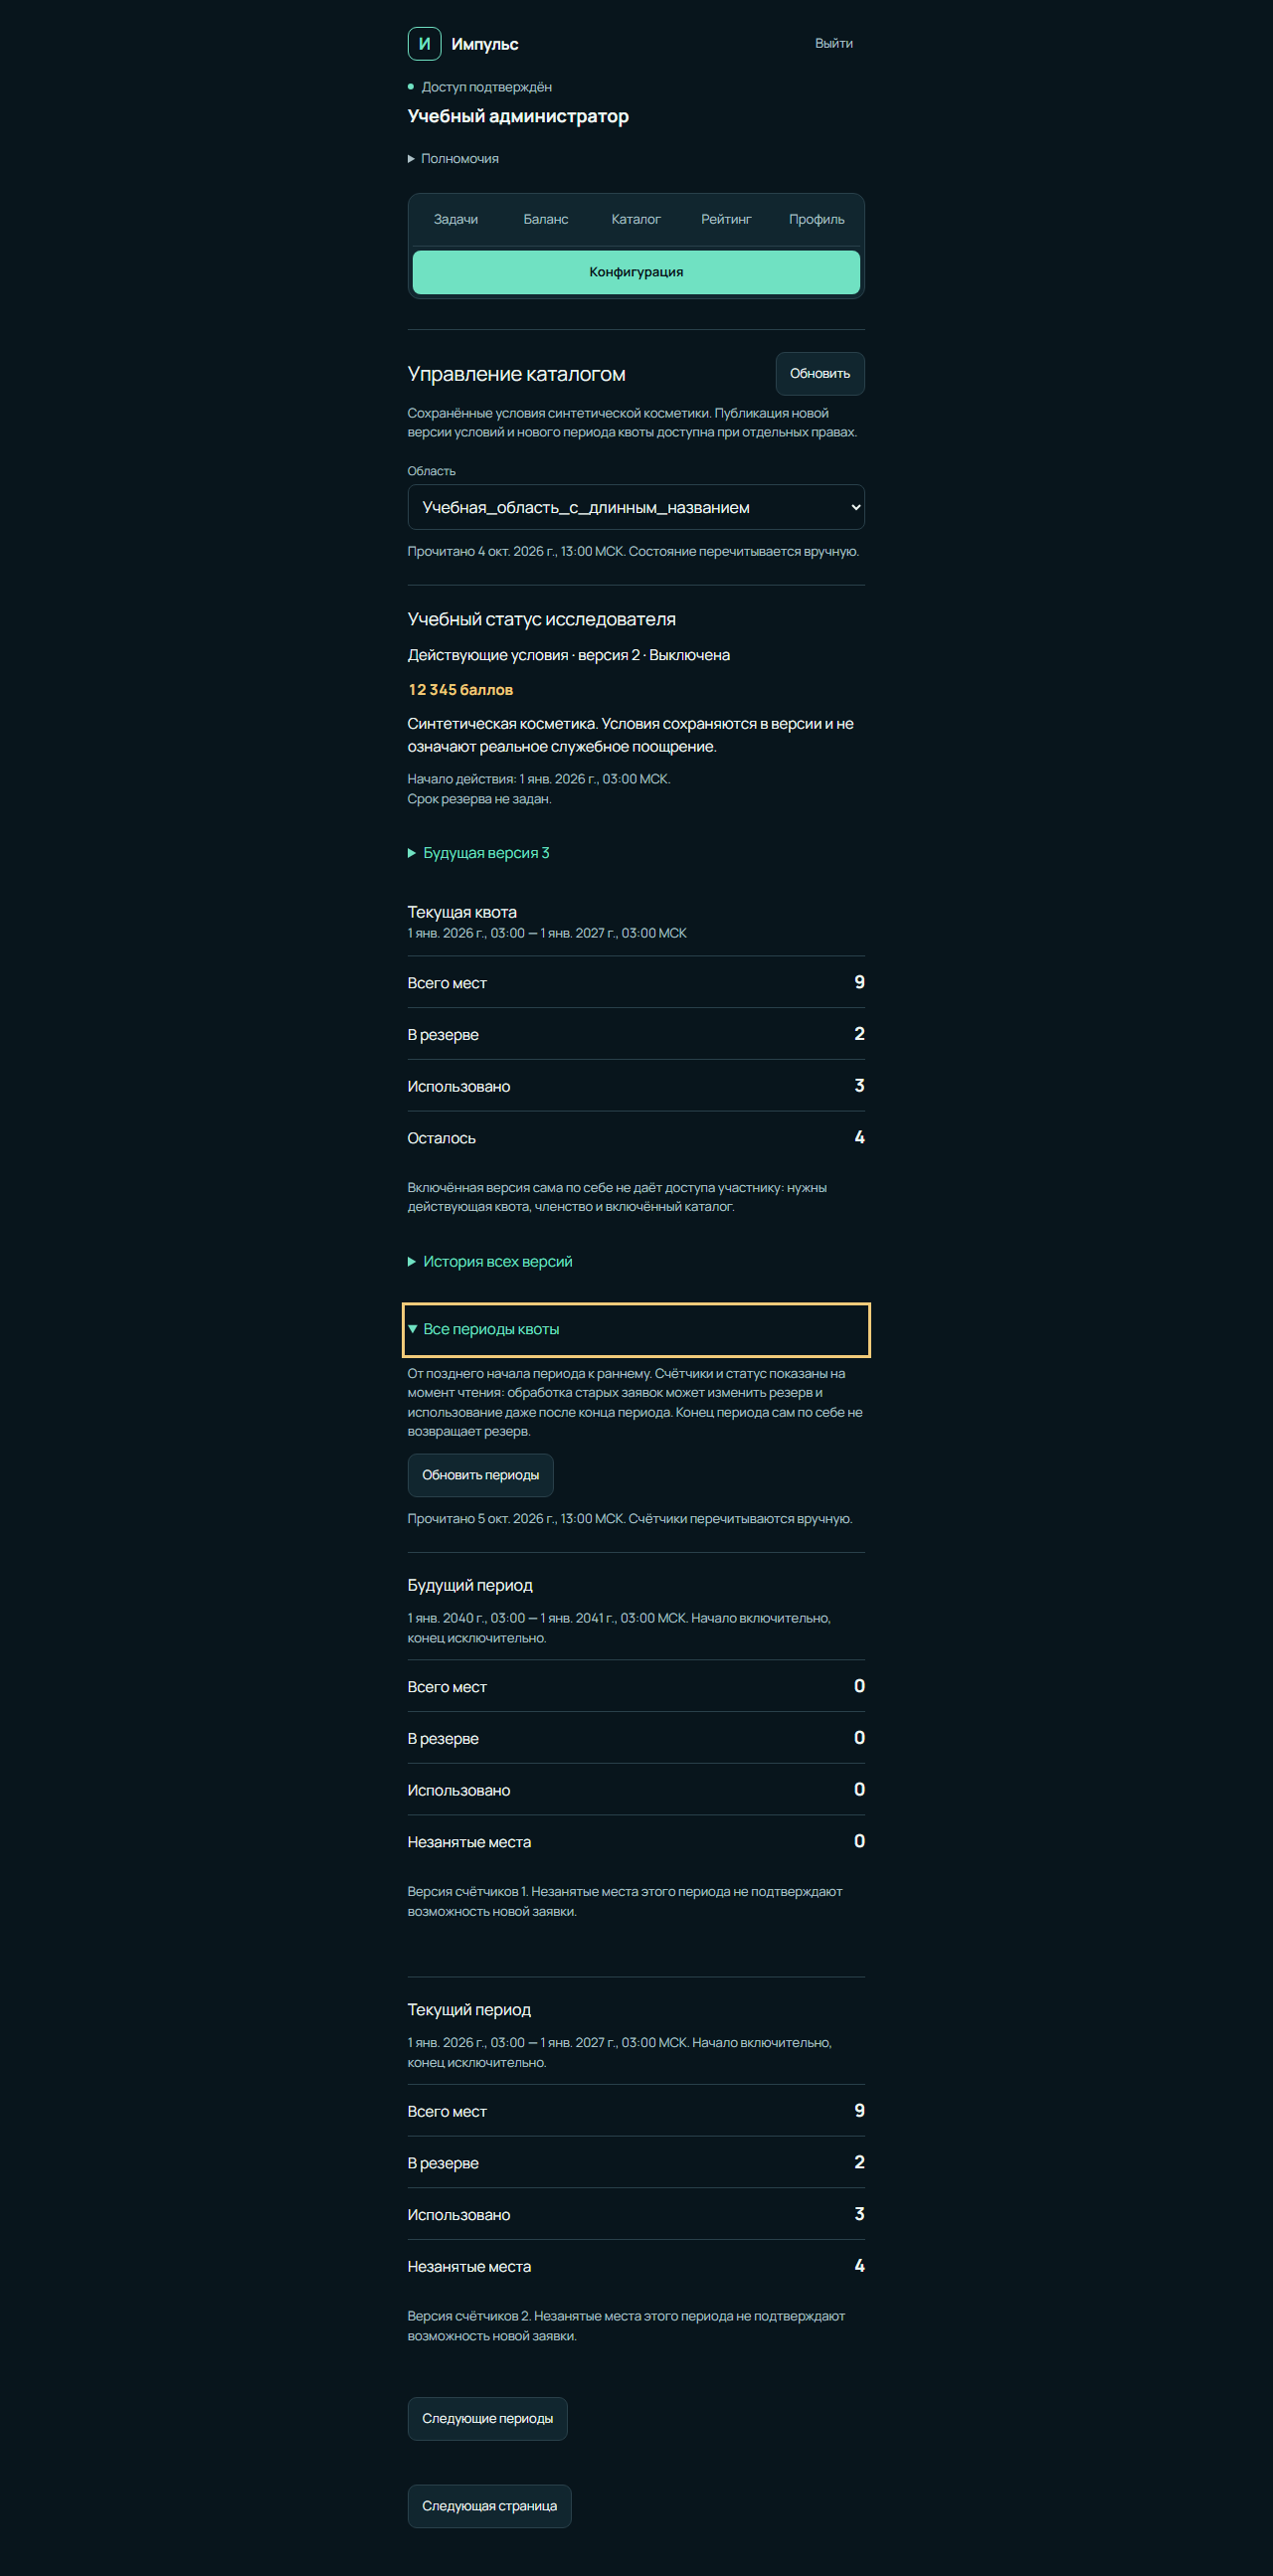 И Импульс
Выйти
Доступ подтверждён
Учебный администратор
Полномочия
Задачи Баланс Каталог Рейтинг Профиль
Конфигурация
Управление каталогом
Обновить
Сохранённые условия синтетической косметики. Публикация новой
версии условий и нового периода квоты доступна при отдельных правах.
Область
Учебная_область_с_длинным_названием
Прочитано 4 окт. 2026 г., 13:00 МСК. Состояние перечитывается вручную.
Учебный статус исследователя
Действующие условия · версия 2 · Выключена
12 345 баллов
Синтетическая косметика. Условия сохраняются в версии и не
означают реальное служебное поощрение.
Начало действия: 1 янв. 2026 г., 03:00 МСК.
Срок резерва не задан.
Будущая версия 3
Текущая квота
1 янв. 2026 г., 03:00 — 1 янв. 2027 г., 03:00 МСК
Всего мест 9
В резерве 2
Использовано 3
Осталось 4
Включённая версия сама по себе не даёт доступа участнику: нужны
действующая квота, членство и включённый каталог.
История всех версий
Все периоды квоты
От позднего начала периода к раннему. Счётчики и статус показаны на
момент чтения: обработка старых заявок может изменить резерв и
использование даже после конца периода. Конец периода сам по себе не
возвращает резерв.
Обновить периоды
Прочитано 5 окт. 2026 г., 13:00 МСК. Счётчики перечитываются вручную.
Будущий период
1 янв. 2040 г., 03:00 — 1 янв. 2041 г., 03:00 МСК. Начало включительно,
конец исключительно.
Всего мест 0
В резерве 0
Использовано 0
Незанятые места 0
Версия счётчиков 1. Незанятые места этого периода не подтверждают
возможность новой заявки.
Текущий период
1 янв. 2026 г., 03:00 — 1 янв. 2027 г., 03:00 МСК. Начало включительно,
конец исключительно.
Всего мест 9
В резерве 2
Использовано 3
Незанятые места 4
Версия счётчиков 2. Незанятые места этого периода не подтверждают
возможность новой заявки.
Следующие периоды
Следующая страница